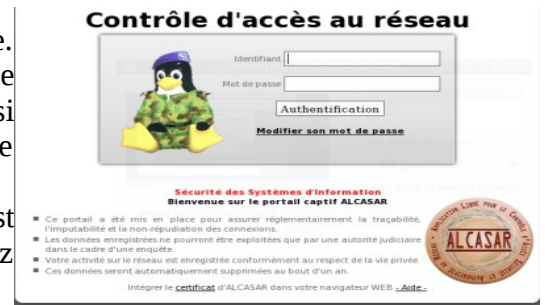 Contrôle d'accès au réseau
e.
e
si
e
st
z
Identifiant
Mot de passe
Authentification
Modifier son mot de passe
Sécurité des Systèmes d'Information
Bienvenue sur le portail captif ALCASAR
Ce portail a été mis en place pour assurer réglementairement la traçabilité,
l'imputabilité et la non-répudiation des connexions.
Les données enregistrées ne pourront être exploitées que par une autorité judiciaire
dans le cadre d'une enquête.
Votre activité sur le réseau est enregistrée conformément au respect de la vie privée.
Ces données seront automatiquement supprimées au bout d'un an.
Intégrer le certificat d'ALCASAR dans votre navigateur WEB - Aide -
ALCASAR